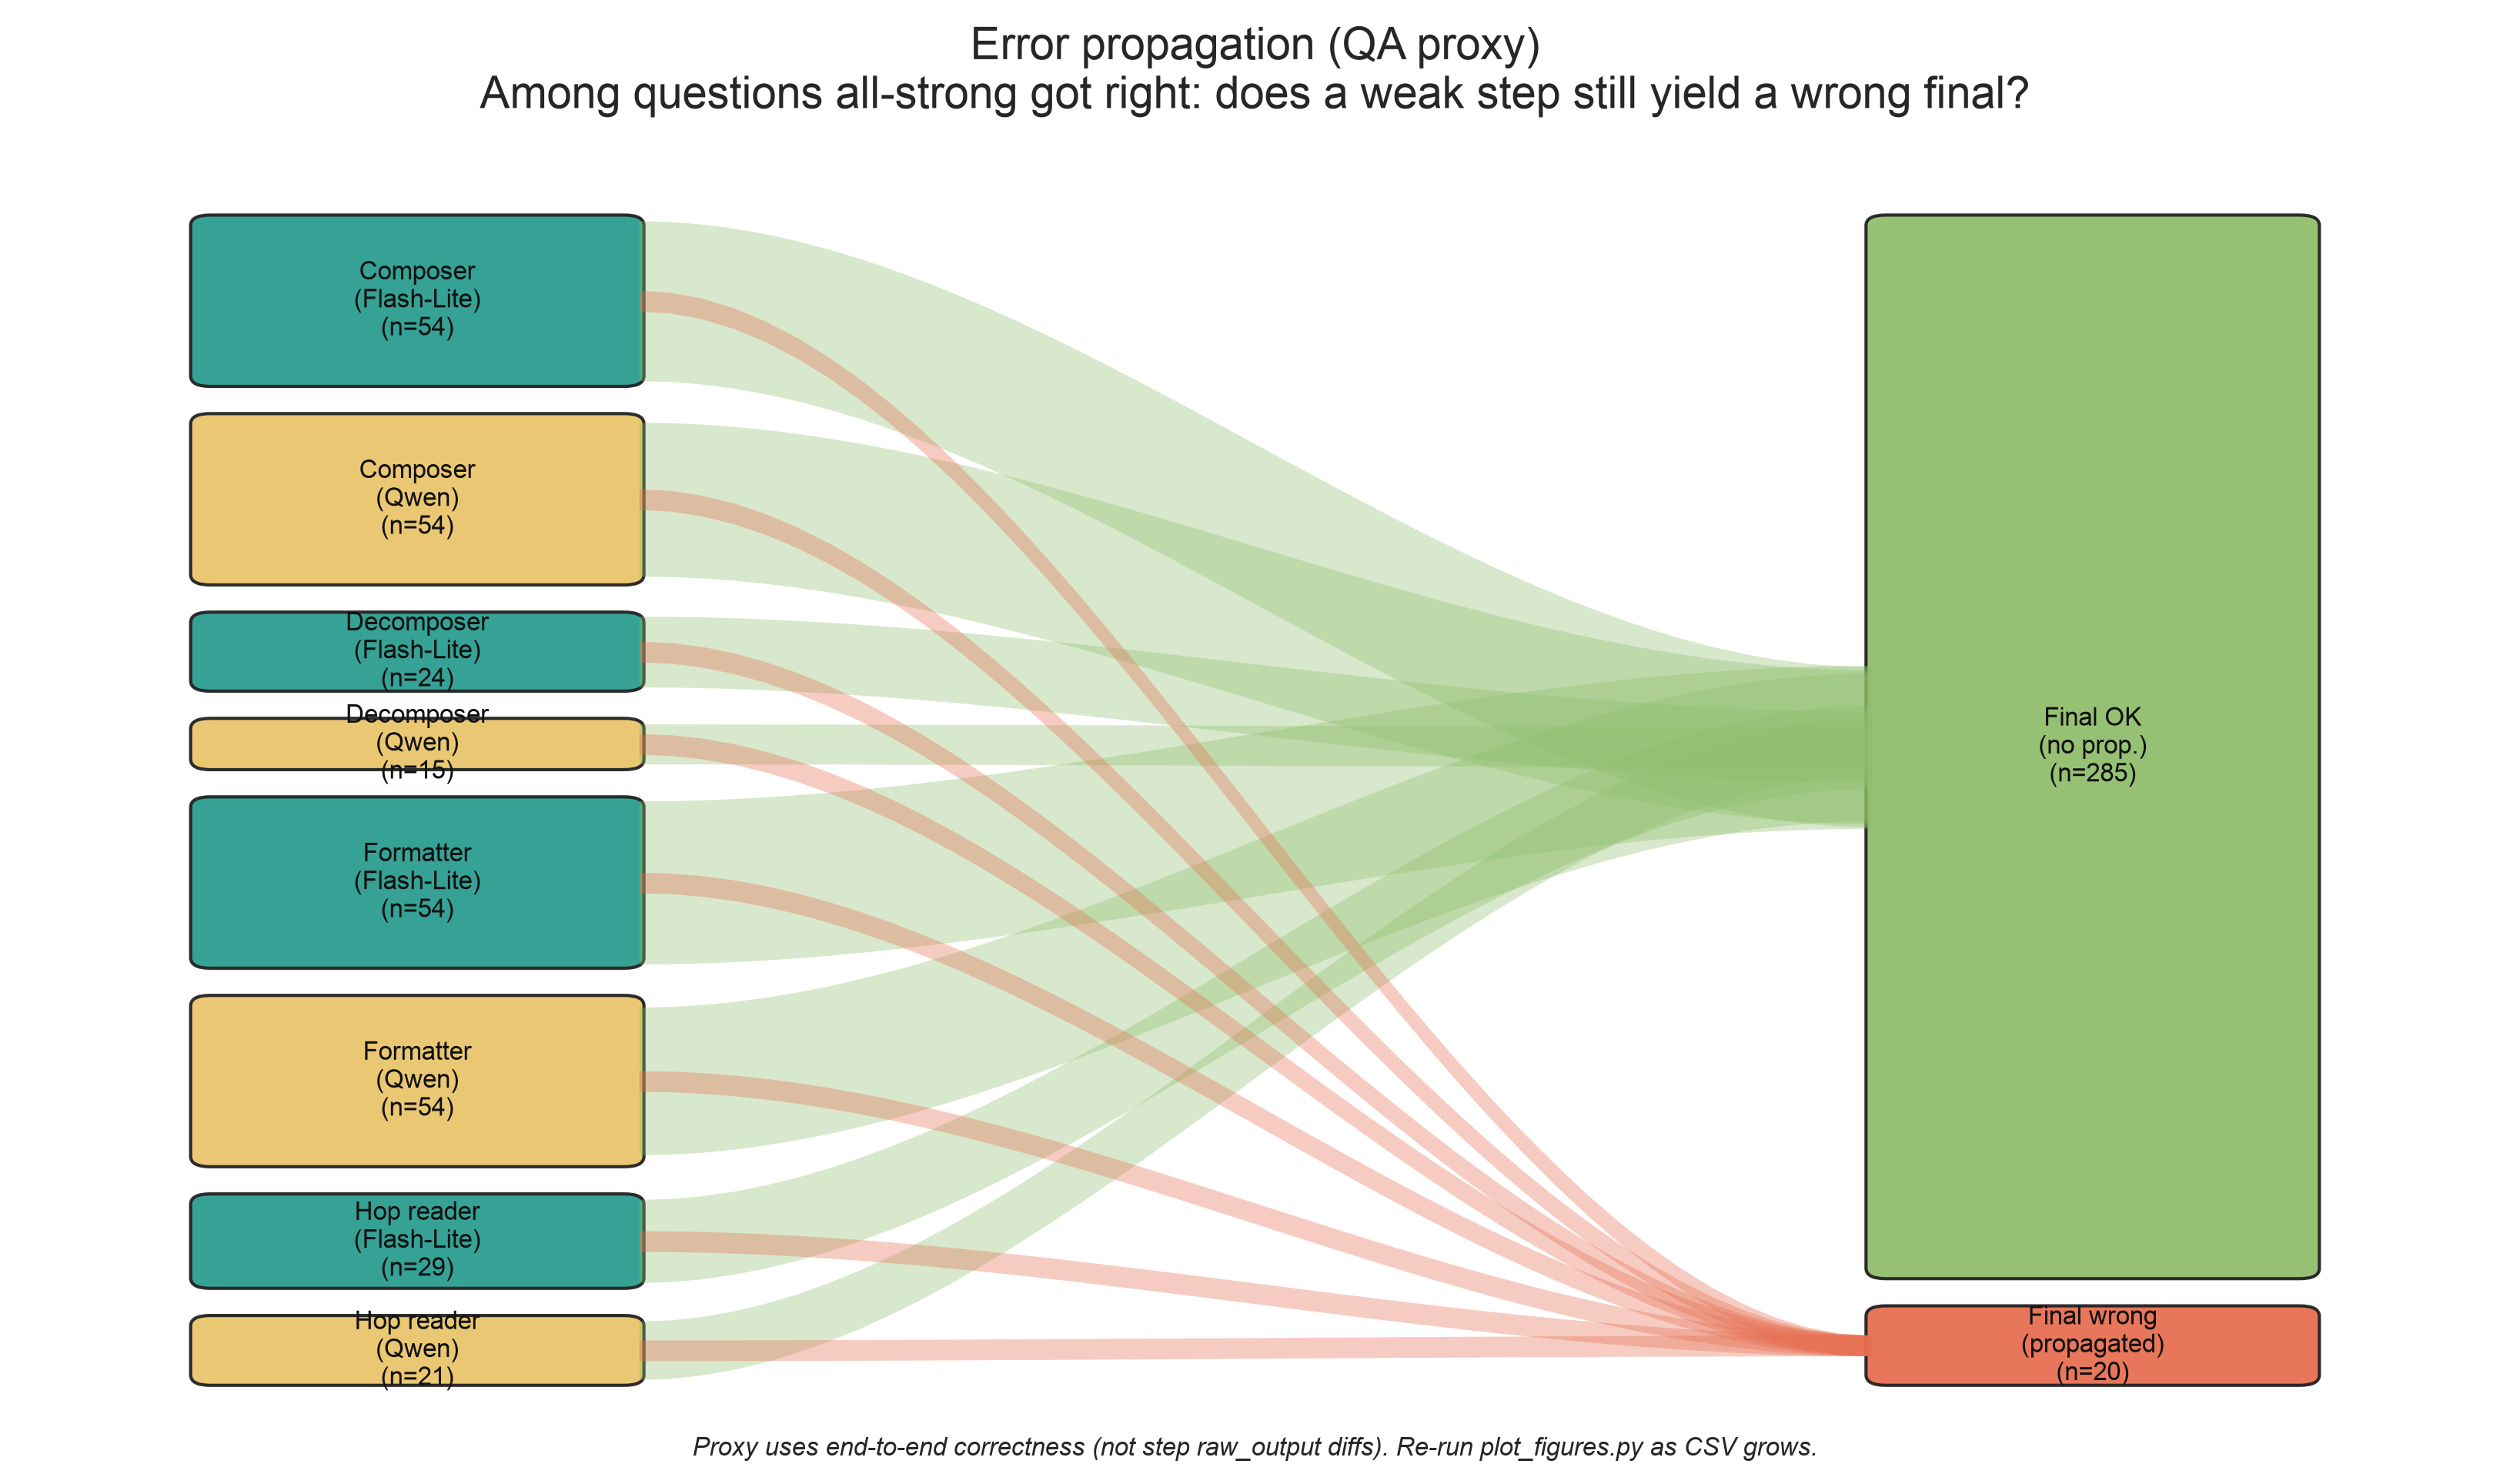 Error propagation (QA proxy)
Among questions all-strong got right: does a weak step still yield a wrong final?
Composer
(Flash-Lite)
(n=54)
Composer
(Qwen)
(n=54)
Decomposer
(Flash-Lite)
(n=24)
Decomposer
(Qwen)
(n=15)
Formatter
(Flash-Lite)
(n=54)
Formatter
(Qwen)
(n=54)
Hop reader
(Flash-Lite)
(n=29)
Hop reader
(Qwen)
(n=21)
Final OK
(no prop.)
(n=285)
Final wrong
(propagated)
(n=20)
Proxy uses end-to-end correctness (not step raw_output diffs). Re-run plot_figures.py as CSV grows.